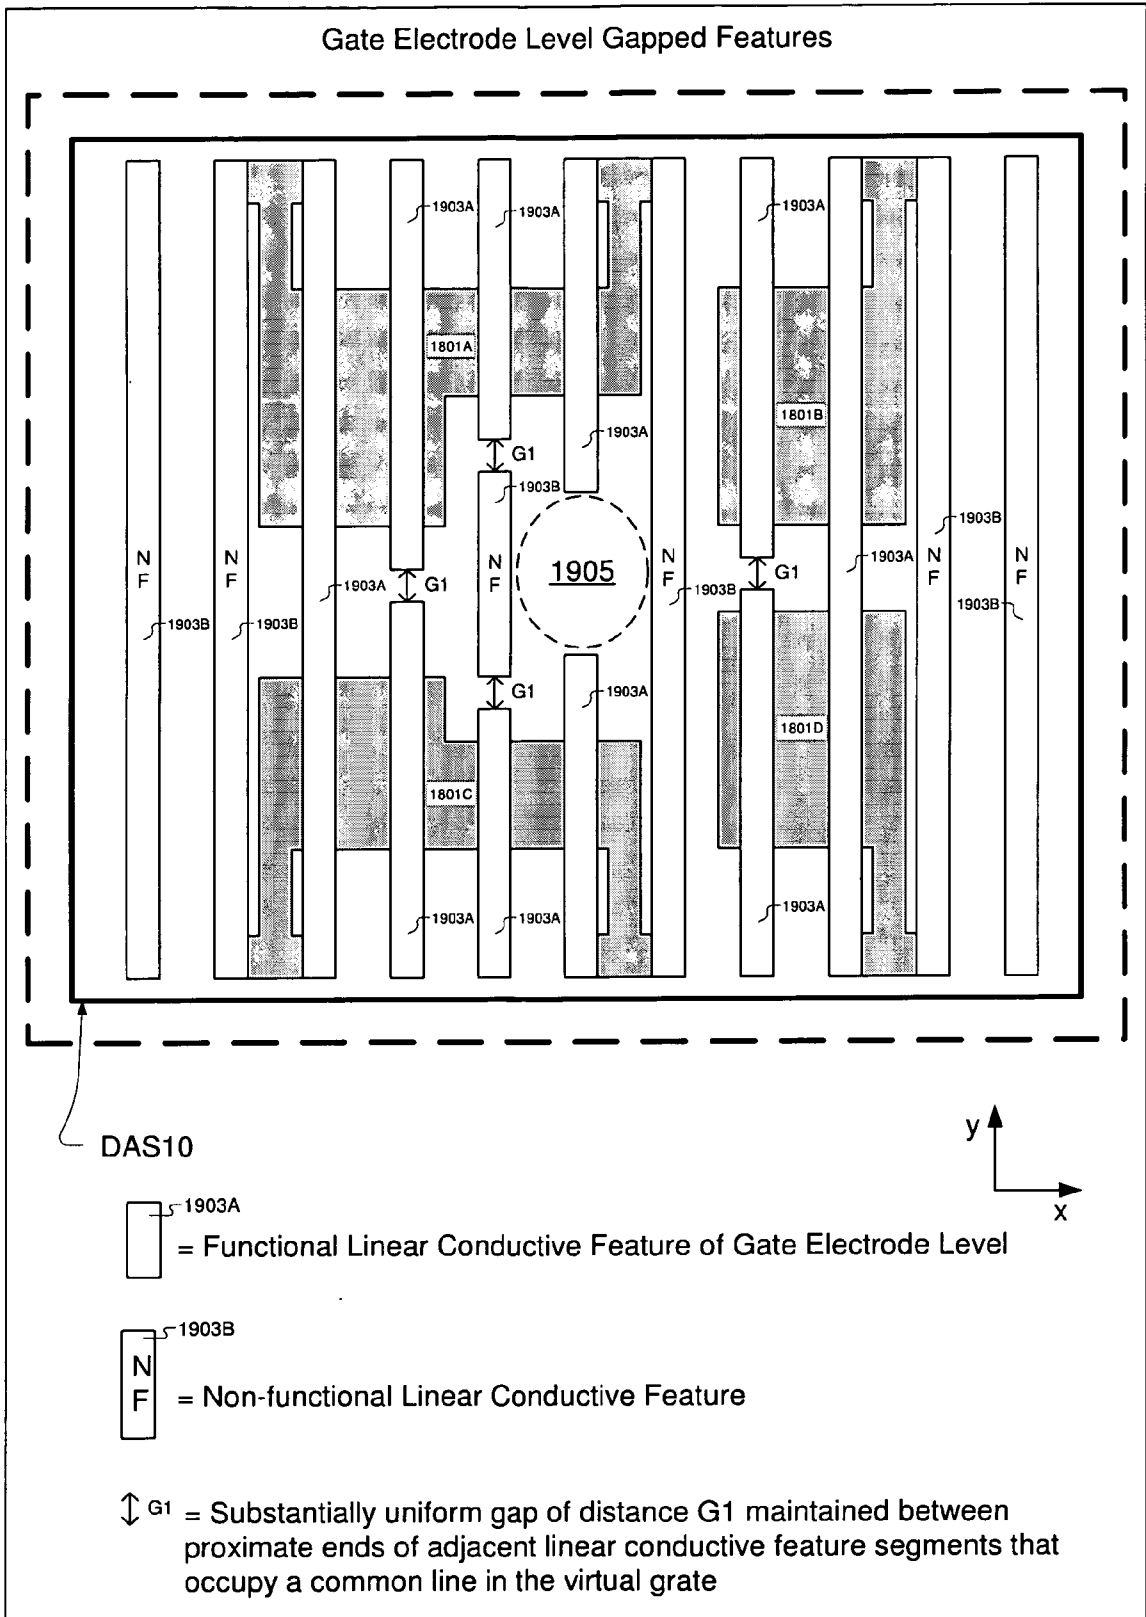 Gate Electrode Level Gapped Features
1903A
1903A
1903A
1801A
1801B
1903A
G1
1903B
1903B
N
F
N
F
N
F
1905
N
F
N
F
1903A
G1
G1
1903A
1903B
1903B
1903B
1903B
G1
1903A
1801D
1801C
1903A
1903A
1903A
DAS10
y
x
1903A
= Functional Linear Conductive Feature of Gate Electrode Level
1903B
N
F
= Non-functional Linear Conductive Feature
G1 = Substantially uniform gap of distance G1 maintained between
proximate ends of adjacent linear conductive feature segments that
occupy a common line in the virtual grate